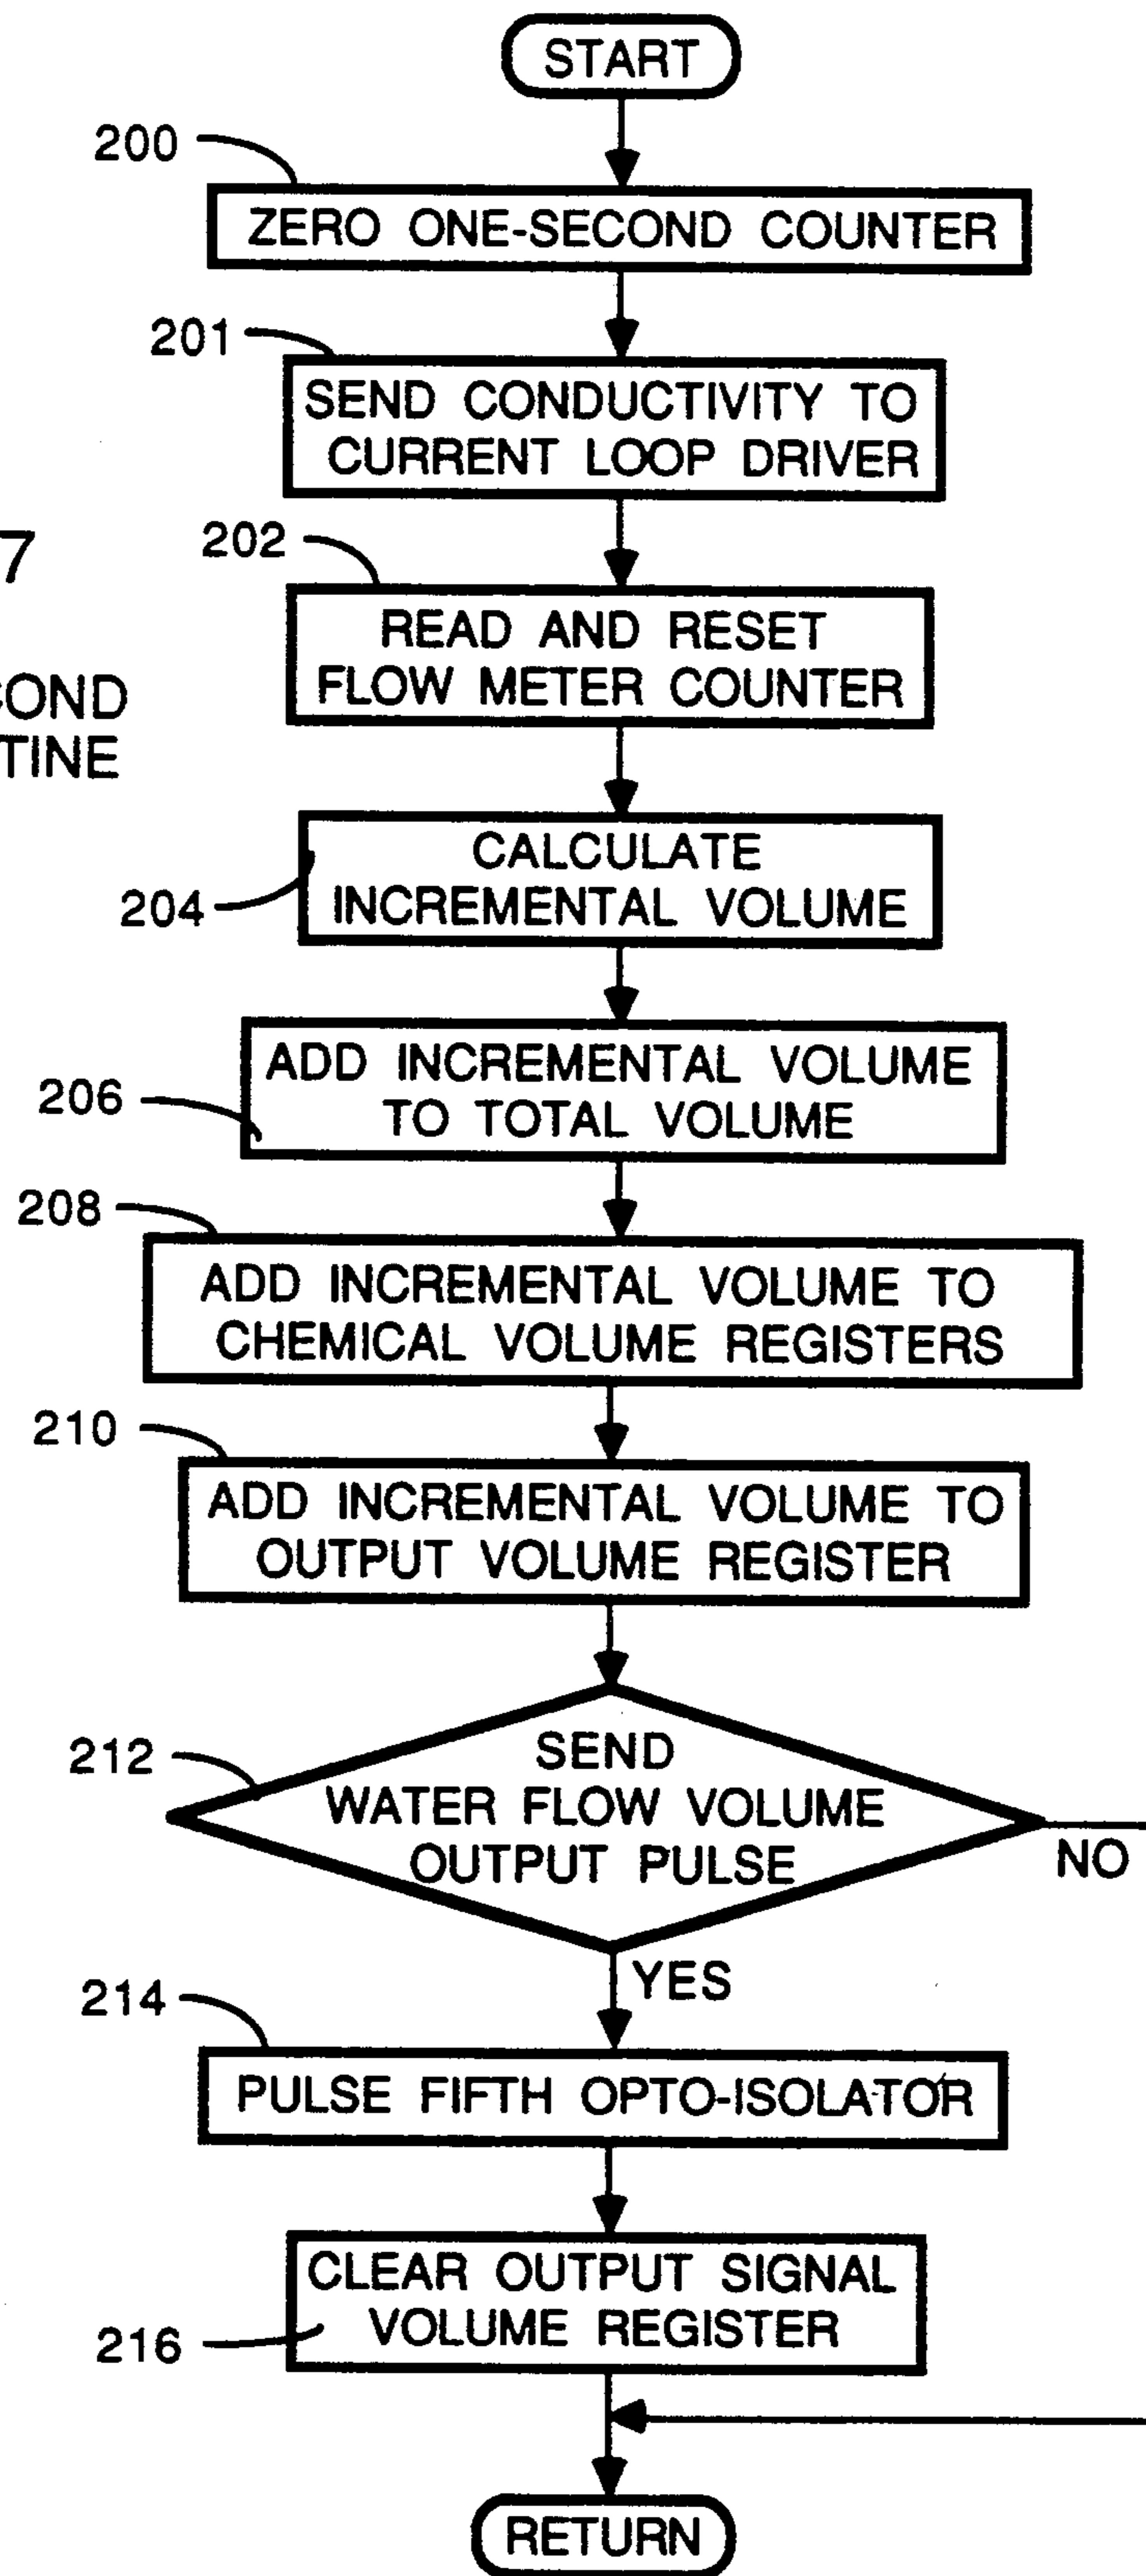 START
200
ZERO ONE-SECOND COUNTER
201
SEND CONDUCTIVITY TO
CURRENT LOOP DRIVER
7
202
READ AND RESET
FLOW METER COUNTER
COND
TINE
CALCULATE
INCREMENTAL VOLUME
204
ADD INCREMENTAL VOLUME
TO TOTAL VOLUME
206
208
ADD INCREMENTAL VOLUME TO
CHEMICAL VOLUME REGISTERS
210
ADD INCREMENTAL VOLUME TO
OUTPUT VOLUME REGISTER
212
SEND
WATER FLOW VOLUME
OUTPUT PULSE
NO
YES
214
PULSE FIFTH OPTO-ISOLATOR
CLEAR OUTPUT SIGNAL
VOLUME REGISTER
216
RETURN